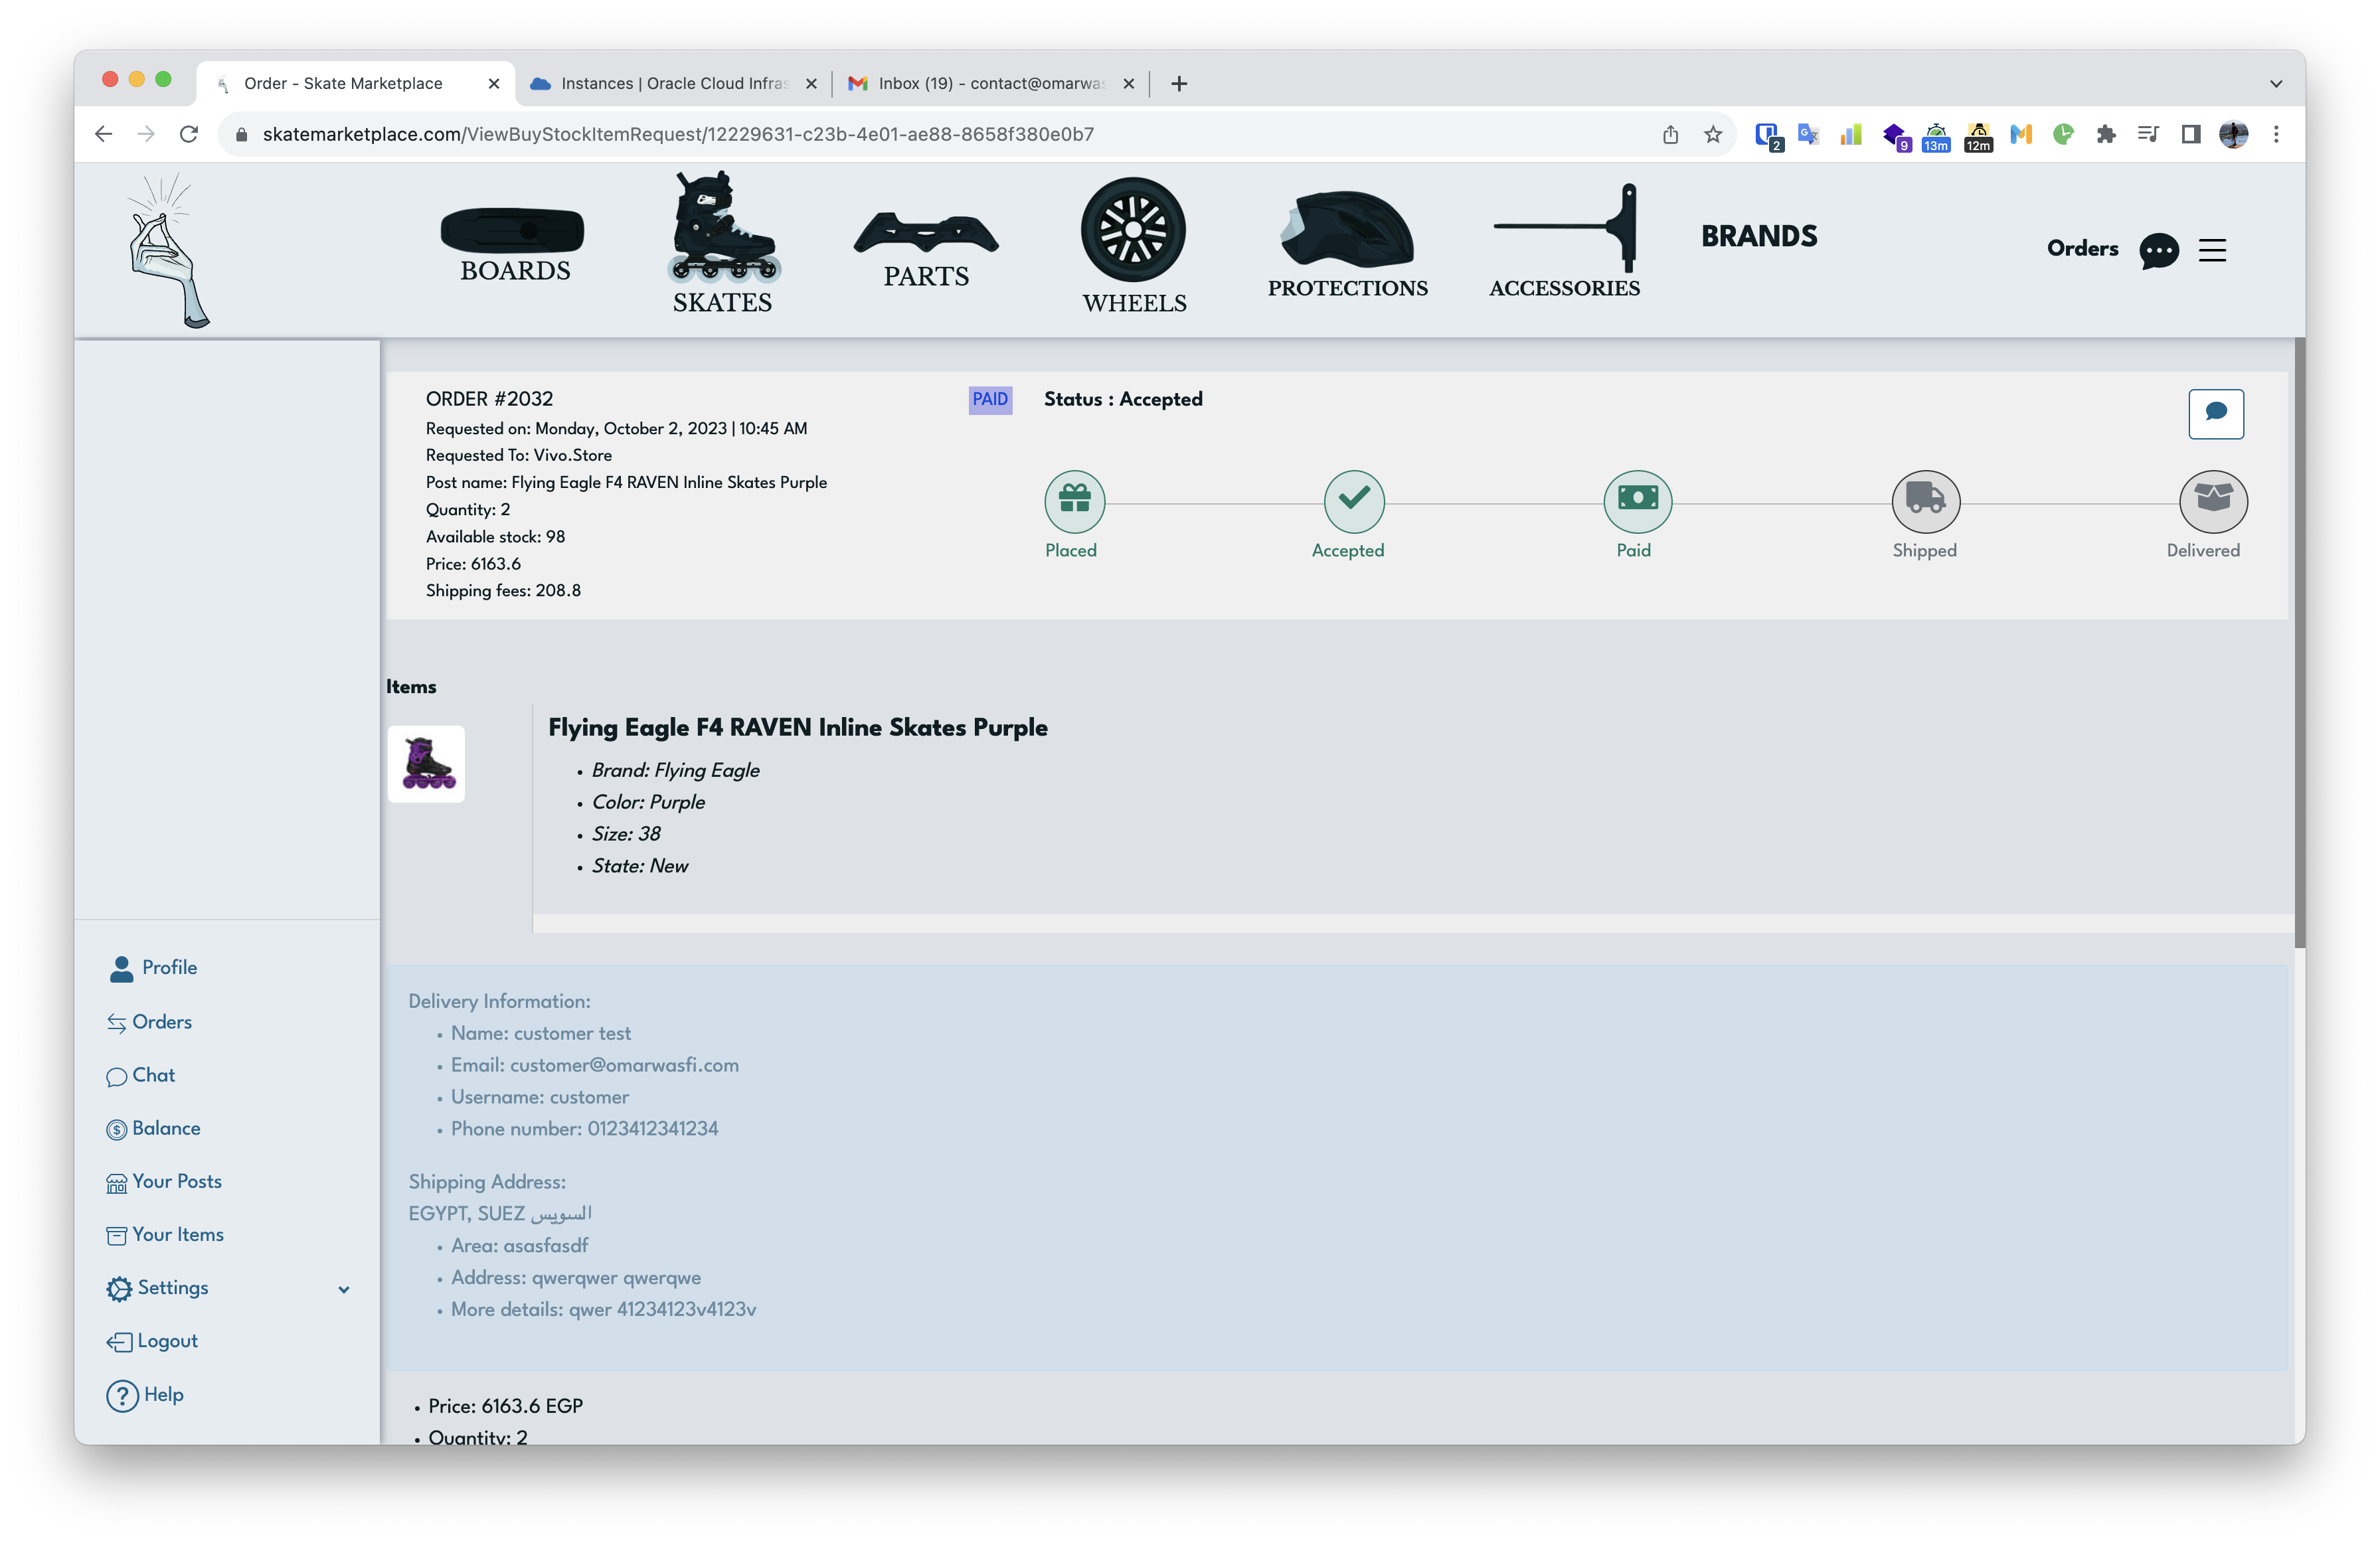 Order - Skate Marketplace
Instances | Oracle Cloud Infras
Inbox (19) - contact@omarwas
skatemarketplace.com/ViewBuyStockItemRequest/12229631-c23b-4e01-ae88-8658f380e0b7
2
9
13m
12m
BOARDS
SKATES
PARTS
WHEELS
PROTECTIONS
ACCESSORIES
BRANDS
Orders
ORDER #2032
PAID
Requested on: Monday, October 2, 2023 | 10:45 AM
Requested To: Vivo.Store
Post name: Flying Eagle F4 RAVEN Inline Skates Purple
Quantity: 2
Available stock: 98
Price: 6163.6
Shipping fees: 208.8
Status : Accepted
Placed
Accepted
Paid
Shipped
Delivered
Items
Flying Eagle F4 RAVEN Inline Skates Purple
• Brand: Flying Eagle
• Color: Purple
• Size: 38
• State: New
Profile
Orders
Chat
Balance
Your Posts
Your Items
Settings
Logout
Help
Delivery Information:
• Name: customer test
• Email: customer@omarwasfi.com
• Username: customer
• Phone number: 0123412341234
Shipping Address:
EGYPT, SUEZ السويس
• Area: asasfasdf
• Address: qwerqwer qwerqwe
• More details: qwer 41234123v4123v
• Price: 6163.6 EGP
• Quantity: 2